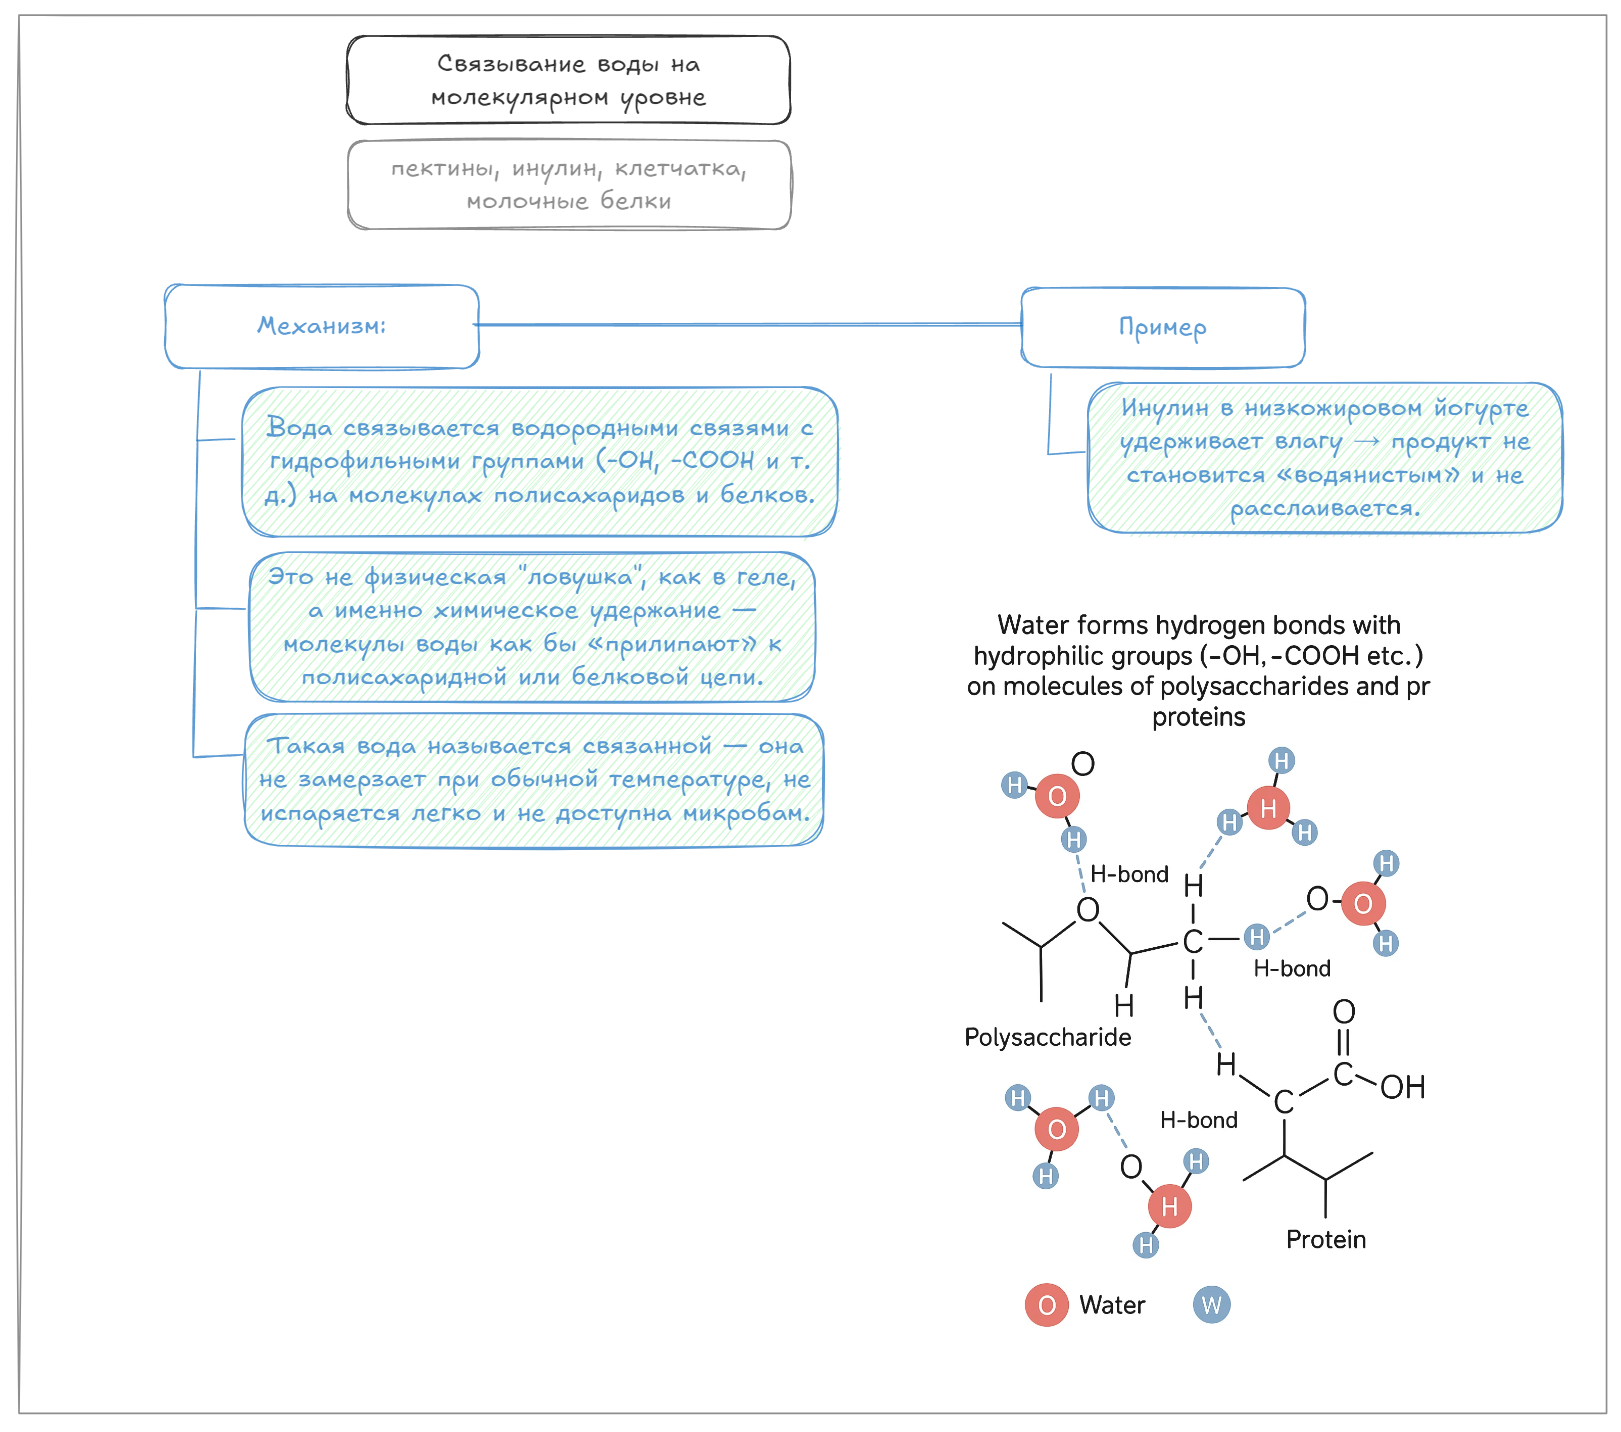 Связывание воды на
молекулярном уровне
пектины, инулин, клетчатка,
молочные белки
Механизм:
Вода связывается водородными связями с
гидрофильными группами (-OH, -COOH и т.
д.) на молекулах полисахаридов и белков.
Это не физическая "ловушка", как в геле,
а именно химическое удержание —
молекулы воды как бы «прилипают» к
полисахаридной или белковой цепи.
Такая вода называется связанной — она
не замерзает при обычной температуре, не
испаряется легко и не доступна микробам.
Пример
Инулин в низкожировом йогурте
удерживает влагу → продукт не
становится «водянистым» и не
расслаивается.
Water forms hydrogen bonds with
hydrophilic groups (-OH, -COOH etc.)
on molecules of polysaccharides and pr
proteins
O
H O
H
H
H H
H
H-bond
H
H
O O
H
O
C H
H-bond
H
H
Polysaccharide
O
H
C OH
C
H H
O
H
H-bond
O
H
H
H
Protein
O Water W